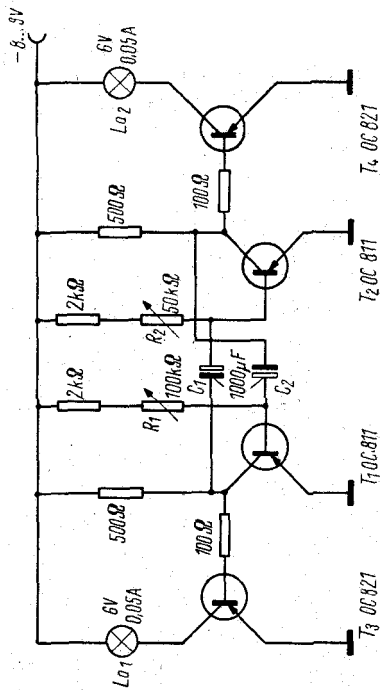 -8...9V
6V
0,05A
La1
500Ω
2kΩ
R1
100kΩ
2kΩ
R2
50kΩ
500Ω
6V
0,05A
La2
C1
1000µF
C2
100Ω
100Ω
T3 OC 821
T1 OC 811
T2 OC 811
T4 OC 821